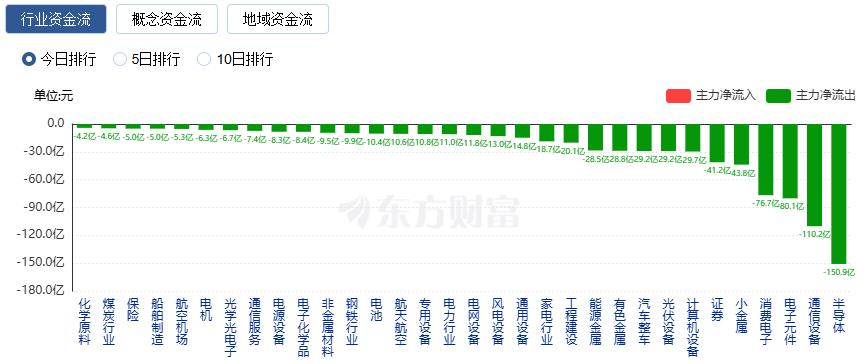 行业资金流 概念资金流 地域资金流
今日排行 5日排行 10日排行
单位:元 主力净流入 主力净流出
0.0
-30.0亿
-60.0亿
-90.0亿
-120.0亿
-150.0亿
-180.0亿
-4.2亿 -4.6亿 -5.0亿 -5.0亿 -5.3亿 -6.3亿 -6.7亿 -7.4亿 -8.3亿 -8.4亿 -9.5亿 -9.9亿 -10.4亿 -10.6亿 -10.8亿 -11.0亿 -11.8亿 -13.0亿 -14.8亿 -18.7亿 -20.1亿 -28.5亿 -28.8亿 -29.2亿 -29.2亿 -29.7亿 -41.2亿 -43.8亿 -76.7亿 -80.1亿 -110.2亿 -150.9亿
东方财富
化学原料
煤炭行业
保险
船舶制造
航空机场
电机
光学光电子
通信服务
电源设备
电子化学品
非金属材料
钢铁行业
电池
航天航空
专用设备
电力行业
电网设备
风电设备
通用设备
家电行业
工程建设
能源金属
有色金属
汽车整车
光伏设备
计算机设备
证券
小金属
消费电子
电子元件
通信设备
半导体